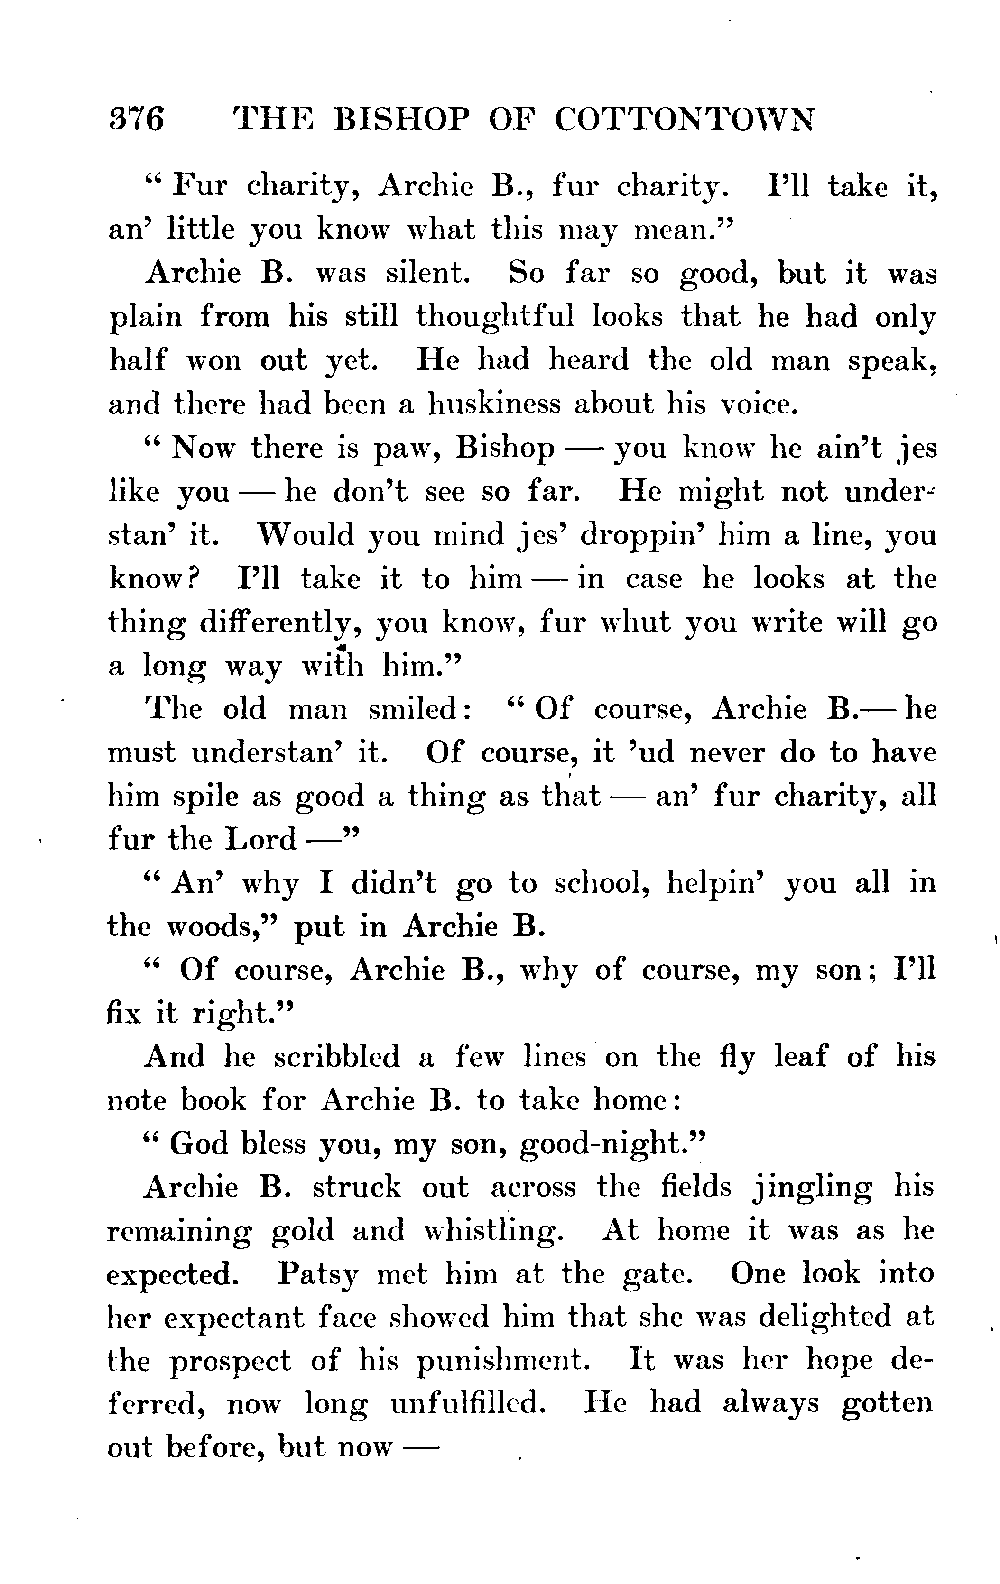 376 THE BISHOP OF COTTONTOWN
“ Fur charity, Archie B., fur charity. I’ll take it,
an’ little you know what this may mean.”
Archie B. was silent. So far so good, but it was
plain from his still thoughtful looks that he had only
half won out yet. He had heard the old man speak,
and there had been a huskiness about his voice.
“ Now there is paw, Bishop — you know he ain’t jes
like you — he don’t see so far. He might not under-
stan’ it. Would you mind jes’ droppin’ him a line, you
know? I’ll take it to him — in case he looks at the
thing differently, you know, fur whut you write will go
a long way with him.”
The old man smiled: “ Of course, Archie B.— he
must understan’ it. Of course, it ’ud never do to have
him spile as good a thing as that — an’ fur charity, all
fur the Lord —”
“ An’ why I didn’t go to school, helpin’ you all in
the woods,” put in Archie B.
“ Of course, Archie B., why of course, my son; I’ll
fix it right.”
And he scribbled a few lines on the fly leaf of his
note book for Archie B. to take home:
“ God bless you, my son, good-night.”
Archie B. struck out across the fields jingling his
remaining gold and whistling. At home it was as he
expected. Patsy met him at the gate. One look into
her expectant face showed him that she was delighted at
the prospect of his punishment. It was her hope de-
ferred, now long unfulfilled. He had always gotten
out before, but now —